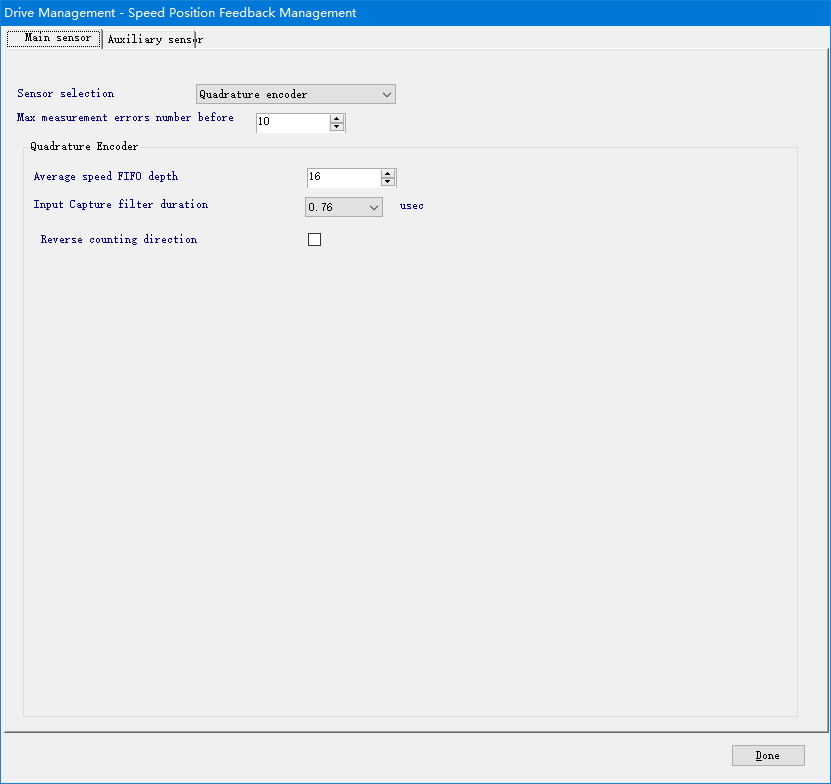 Drive Management - Speed Position Feedback Management
Main sensor Auxiliary sensor
Sensor selection Quadrature encoder
Max measurement errors number before 10
Quadrature Encoder
Average speed FIFO depth 16
Input Capture filter duration 0.76 usec
Reverse counting direction
Done